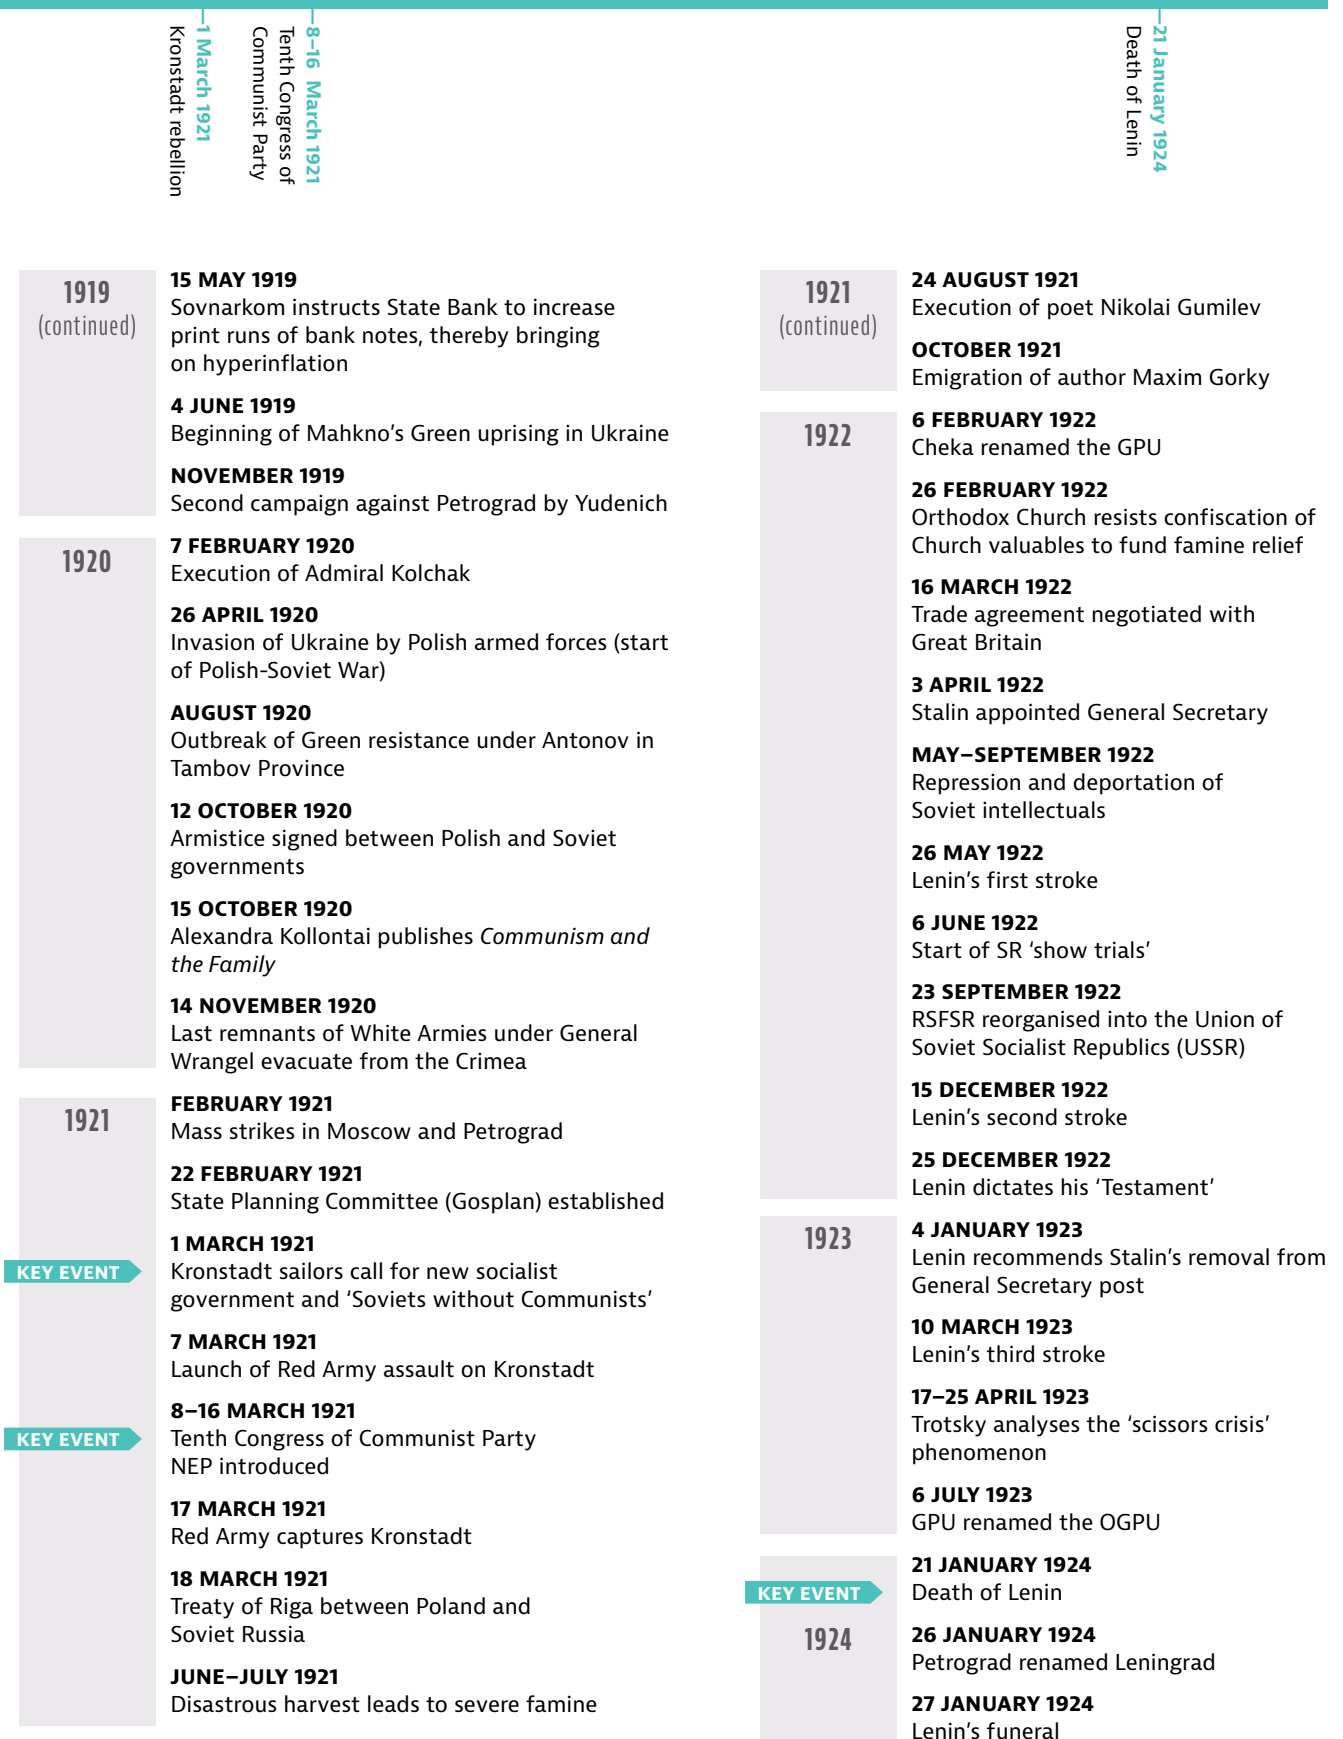 —1 March 1921
Kronstadt rebellion
—8–16 March 1921
Tenth Congress of
Communist Party
—21 January 1924
Death of Lenin
1919
(continued)
15 MAY 1919
Sovnarkom instructs State Bank to increase
print runs of bank notes, thereby bringing
on hyperinflation
4 JUNE 1919
Beginning of Mahkno’s Green uprising in Ukraine
NOVEMBER 1919
Second campaign against Petrograd by Yudenich
1920
7 FEBRUARY 1920
Execution of Admiral Kolchak
26 APRIL 1920
Invasion of Ukraine by Polish armed forces (start
of Polish-Soviet War)
AUGUST 1920
Outbreak of Green resistance under Antonov in
Tambov Province
12 OCTOBER 1920
Armistice signed between Polish and Soviet
governments
15 OCTOBER 1920
Alexandra Kollontai publishes Communism and
the Family
14 NOVEMBER 1920
Last remnants of White Armies under General
Wrangel evacuate from the Crimea
1921
FEBRUARY 1921
Mass strikes in Moscow and Petrograd
22 FEBRUARY 1921
State Planning Committee (Gosplan) established
1 MARCH 1921
KEY EVENT
Kronstadt sailors call for new socialist
government and ‘Soviets without Communists’
7 MARCH 1921
Launch of Red Army assault on Kronstadt
8–16 MARCH 1921
KEY EVENT
Tenth Congress of Communist Party
NEP introduced
17 MARCH 1921
Red Army captures Kronstadt
18 MARCH 1921
Treaty of Riga between Poland and
Soviet Russia
JUNE–JULY 1921
Disastrous harvest leads to severe famine
1921
(continued)
24 AUGUST 1921
Execution of poet Nikolai Gumilev
OCTOBER 1921
Emigration of author Maxim Gorky
1922
6 FEBRUARY 1922
Cheka renamed the GPU
26 FEBRUARY 1922
Orthodox Church resists confiscation of
Church valuables to fund famine relief
16 MARCH 1922
Trade agreement negotiated with
Great Britain
3 APRIL 1922
Stalin appointed General Secretary
MAY–SEPTEMBER 1922
Repression and deportation of
Soviet intellectuals
26 MAY 1922
Lenin’s first stroke
6 JUNE 1922
Start of SR ‘show trials’
23 SEPTEMBER 1922
RSFSR reorganised into the Union of
Soviet Socialist Republics (USSR)
15 DECEMBER 1922
Lenin’s second stroke
25 DECEMBER 1922
Lenin dictates his ‘Testament’
1923
4 JANUARY 1923
Lenin recommends Stalin’s removal from
General Secretary post
10 MARCH 1923
Lenin’s third stroke
17–25 APRIL 1923
Trotsky analyses the ‘scissors crisis’
phenomenon
6 JULY 1923
GPU renamed the OGPU
21 JANUARY 1924
KEY EVENT
Death of Lenin
1924
26 JANUARY 1924
Petrograd renamed Leningrad
27 JANUARY 1924
Lenin’s funeral